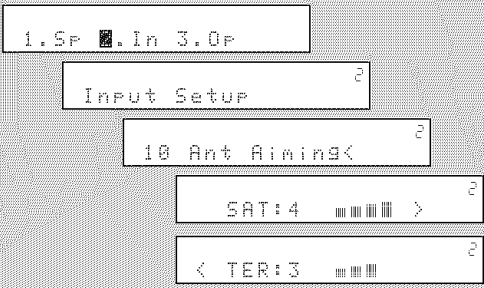 1.Sp 2.In 3.Op
2
Input Setup
2
10 Ant Aiming<
2
SAT:4 >
2
< TER:3